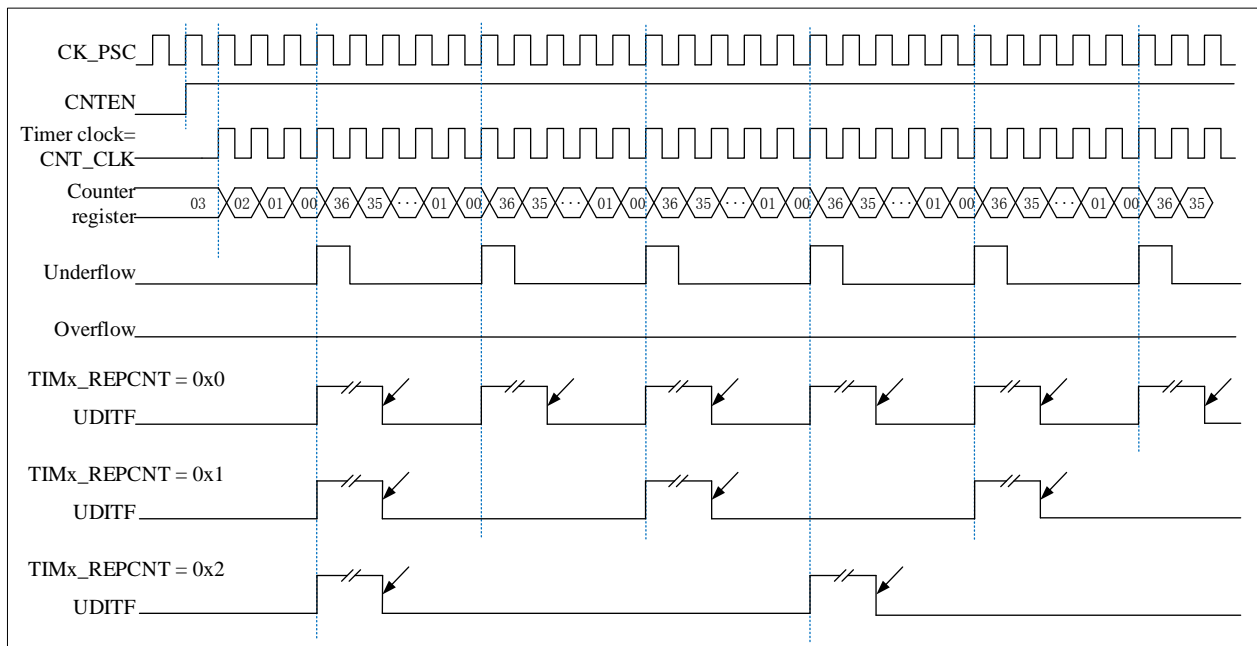 CK_PSC
CNTEN
Timer clock=
CNT_CLK
Counter
register
03 02 01 00 36 35 ··· 01 00 36 35 ··· 01 00 36 35 ··· 01 00 36 35 ··· 01 00 36 35 ··· 01 00 36 35
Underflow
Overflow
TIMx_REPCNT = 0x0
UDITF
TIMx_REPCNT = 0x1
UDITF
TIMx_REPCNT = 0x2
UDITF